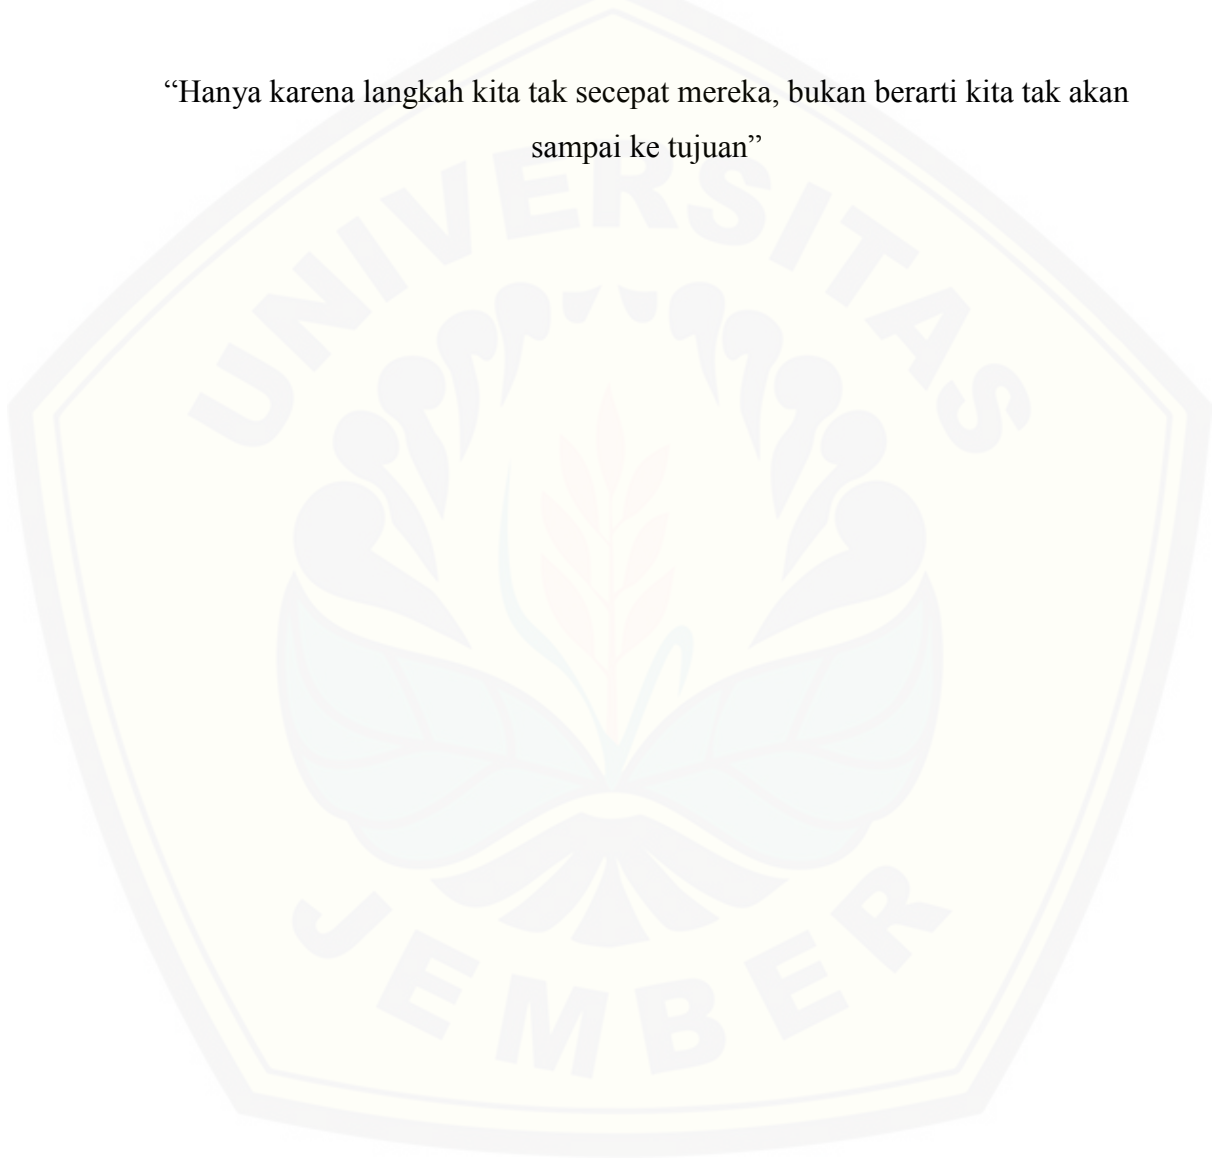 “Hanya karena langkah kita tak secepat mereka, bukan berarti kita tak akan
sampai ke tujuan”
UNIVERSITAS
JEMBER